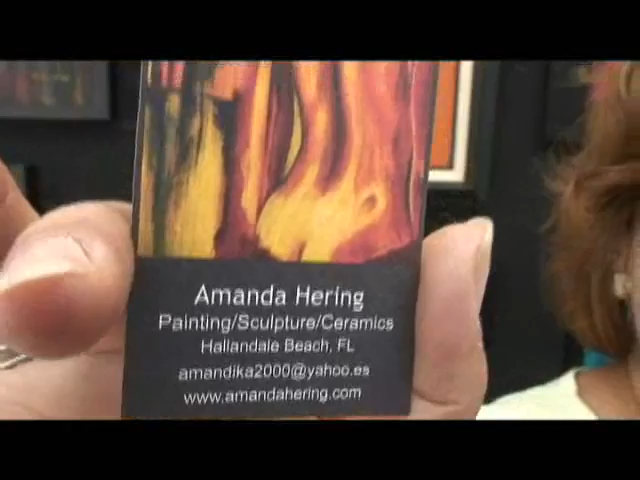 Amanda Hering
Painting/Sculpture/Ceramics
Hallandale Beach, FL
amandika2000@yahoo.es
www.amandahering.com